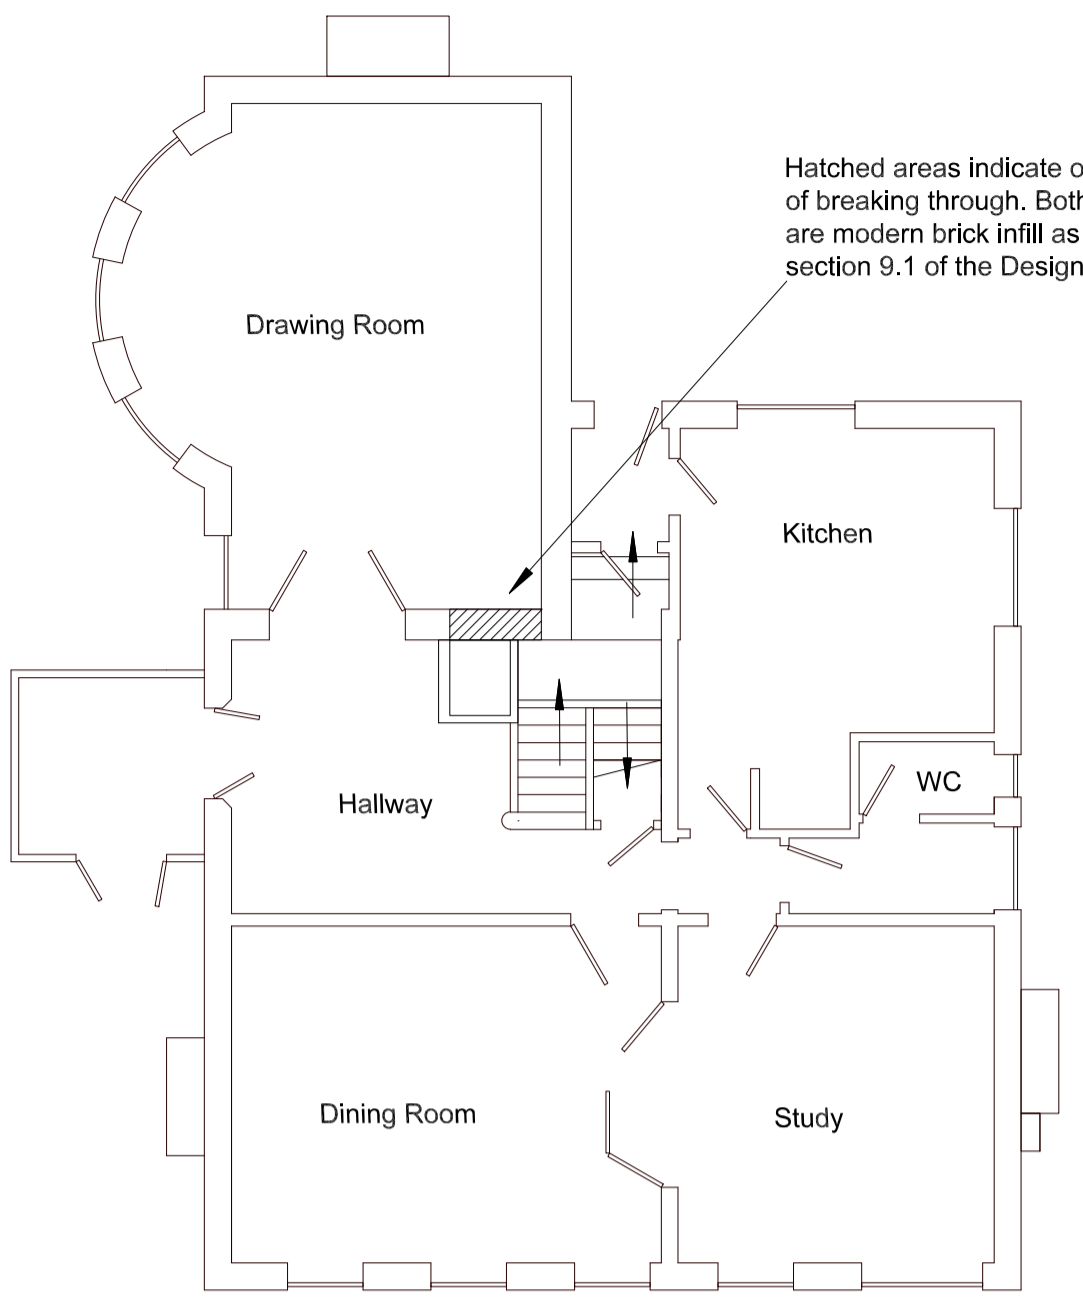 Hatched areas indicate
of breaking through. Both
are modern brick infill as
section 9.1 of the Design
Drawing Room
Kitchen
WC
Hallway
Dining Room
Study